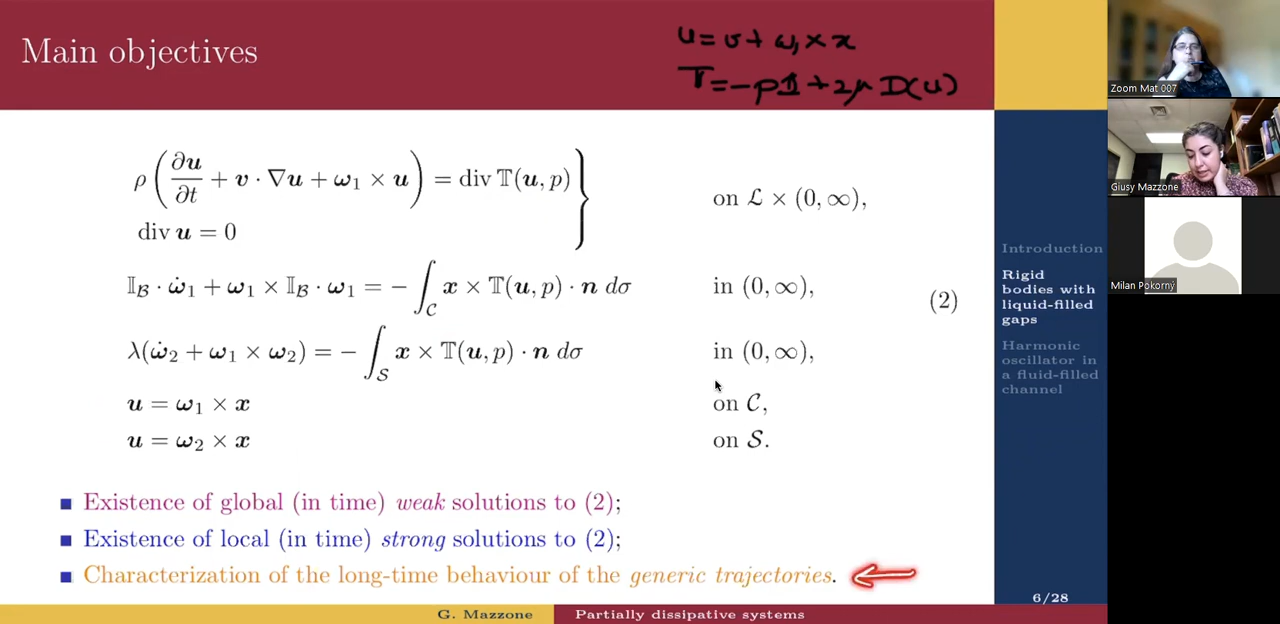 Main objectives
u = v + ω₁ × x
T = -p𝟙 + 2μ D(u)
ρ(∂u/∂t + v · ∇u + ω₁ × u) = div 𝕋(u, p)
div u = 0
on ℒ × (0, ∞),
𝕀_ℬ · ω̇₁ + ω₁ × 𝕀_ℬ · ω₁ = − ∫_𝒞 x × 𝕋(u, p) · n dσ in (0, ∞),
(2)
λ(ω̇₂ + ω₁ × ω₂) = − ∫_𝒮 x × 𝕋(u, p) · n dσ in (0, ∞),
u = ω₁ × x on 𝒞,
u = ω₂ × x on 𝒮.
Existence of global (in time) weak solutions to (2);
Existence of local (in time) strong solutions to (2);
Characterization of the long-time behaviour of the generic trajectories.
G. Mazzone Partially dissipative systems
Introduction
Rigid
bodies with
liquid-filled
gaps
Harmonic
oscillator in
a fluid-filled
channel
6/28
Zoom Mat 007
Giusy Mazzone
Milan Pokorný